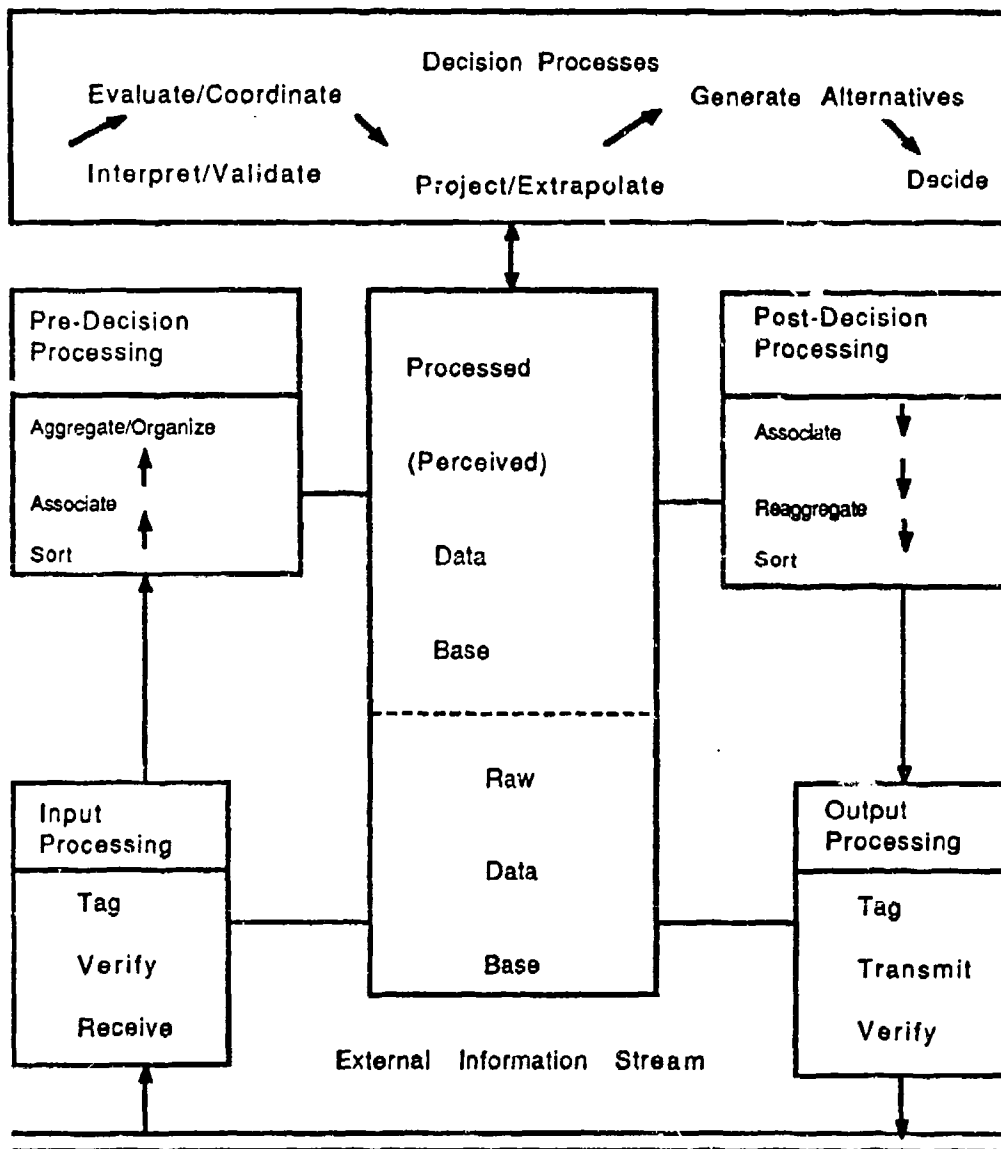 Decision Processes
Evaluate/Coordinate
Generate Alternatives
Interpret/Validate
Project/Extrapolate
Decide
Pre-Decision
Processing
Aggregate/Organize
Associate
Sort
Processed
(Perceived)
Data
Base
Raw
Data
Base
Post-Decision
Processing
Associate
Reaggregate
Sort
Input
Processing
Tag
Verify
Receive
Output
Processing
Tag
Transmit
Verify
External Information Stream